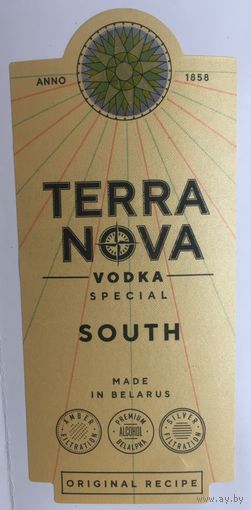 ANNO 1858
TERRA
NOVA
VODKA
SPECIAL
SOUTH
MADE
IN BELARUS
AMBER FILTRATION
PREMIUM
ALCOHOL
BELALPHA
SILVER FILTRATION
ORIGINAL RECIPE
www.ay.by